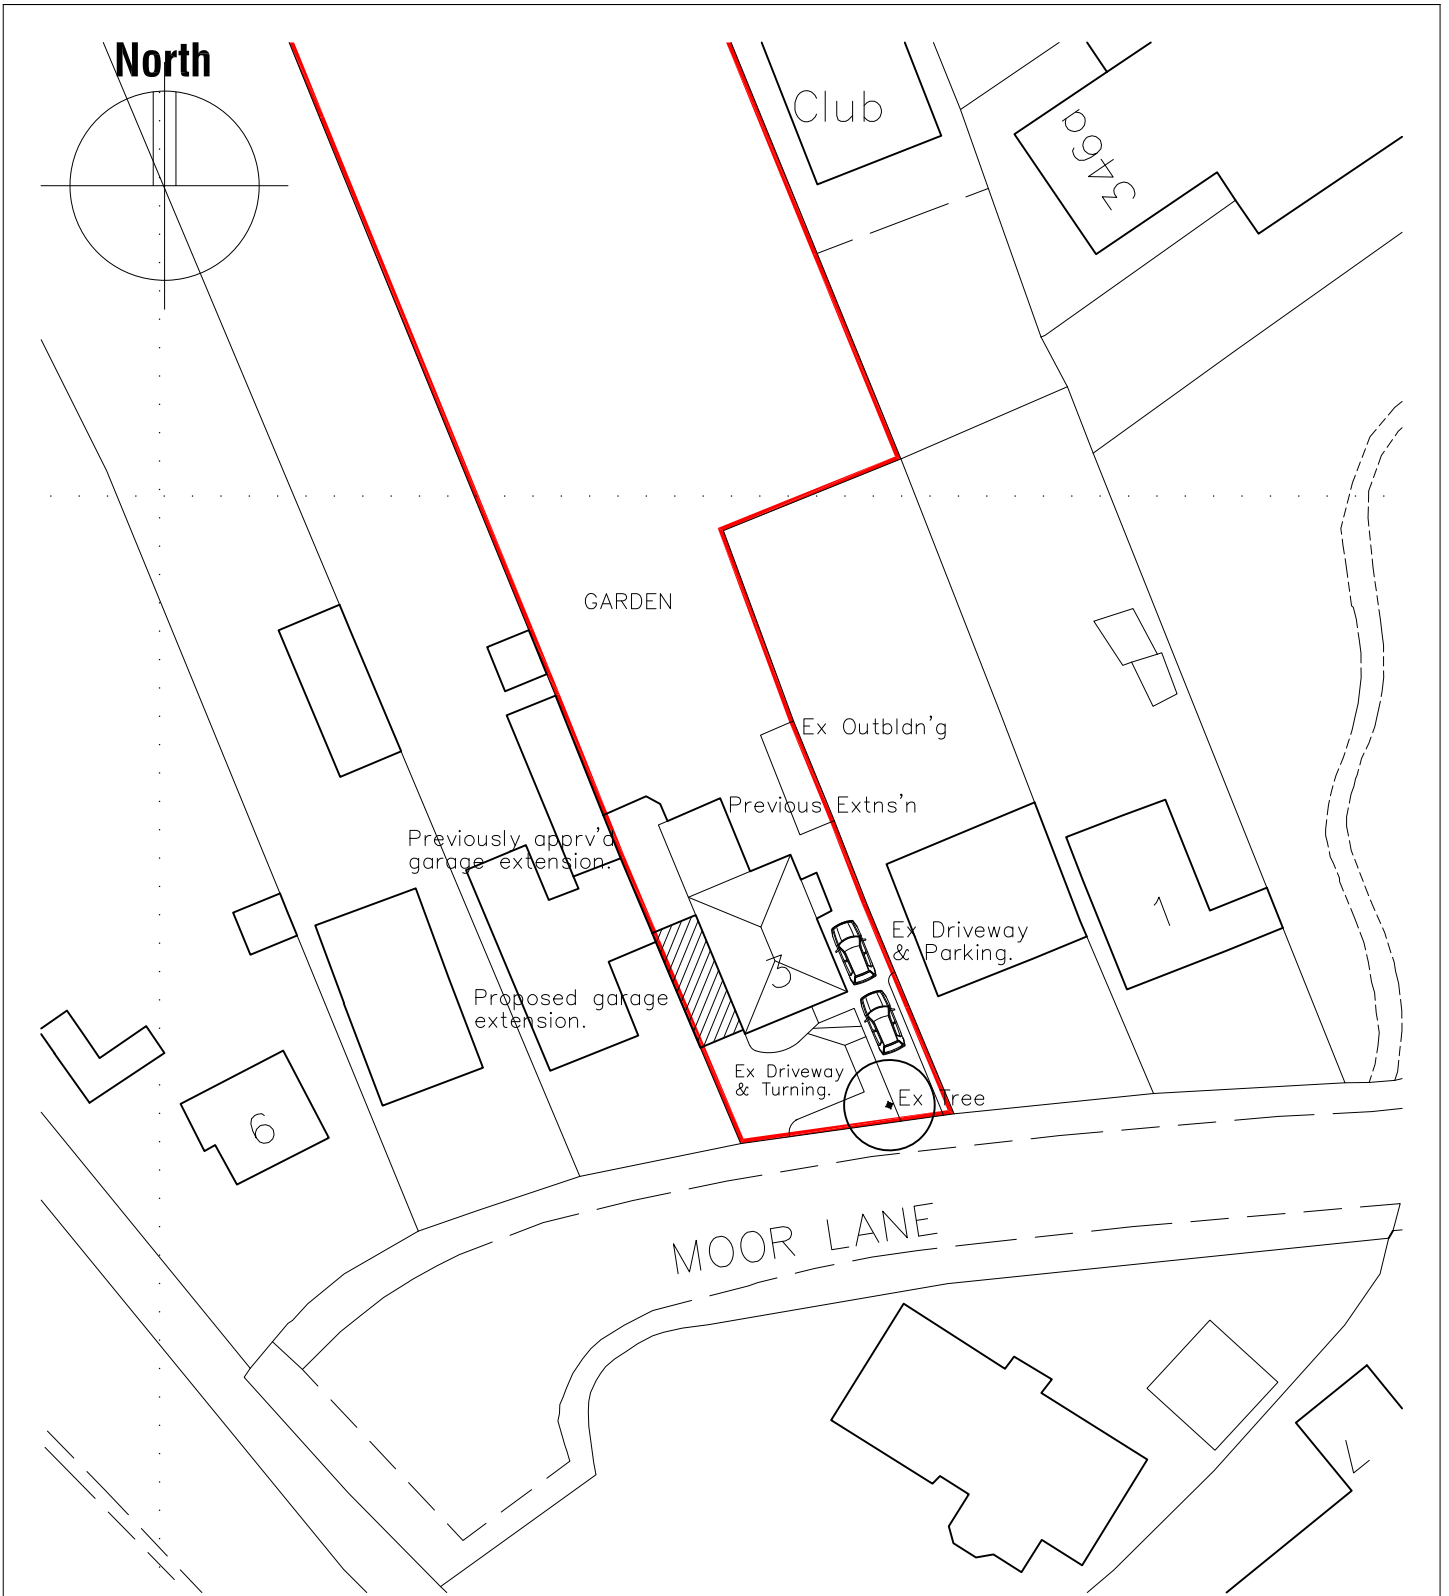 North
Club
346a
GARDEN
Ex Outbldn'g
Previous Extns'n
Previously apprv'd
garage extension.
1
Ex Driveway
& Parking.
3
Proposed garage
extension.
Ex Driveway
& Turning.
Ex Tree
6
MOOR LANE